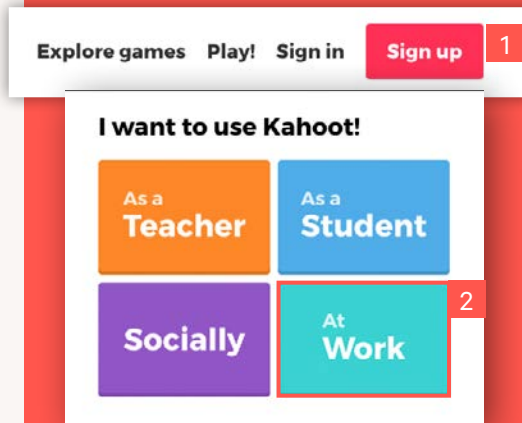 Explore games Play! Sign in Sign up 1
I want to use Kahoot!
As a
Teacher
As a
Student
Socially
At
Work
2